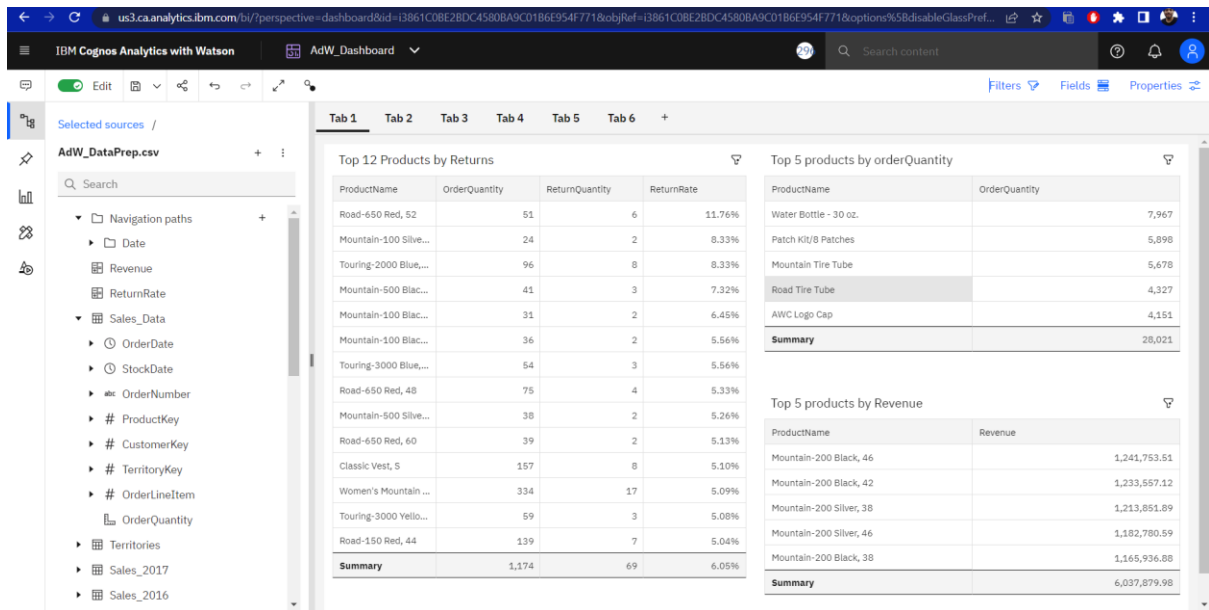 us3.ca.analytics.ibm.com/bi/?perspective=dashboard&id=i3861C0BE2BDC4580BA9C01B6E954F771&objRef=i3861C0BE2BDC4580BA9C01B6E954F771&options%5BdisableGlassPref...
IBM Cognos Analytics with Watson
AdW_Dashboard
Search content
Edit
Filters
Fields
Properties
Selected sources /
AdW_DataPrep.csv
Search
Navigation paths
Date
Revenue
ReturnRate
Sales_Data
OrderDate
StockDate
abc OrderNumber
# ProductKey
# CustomerKey
# TerritoryKey
# OrderLineItem
OrderQuantity
Territories
Sales_2017
Sales_2016
Tab 1 Tab 2 Tab 3 Tab 4 Tab 5 Tab 6 +
Top 12 Products by Returns
ProductName OrderQuantity ReturnQuantity ReturnRate
Road-650 Red, 52 51 6 11.76%
Mountain-100 Silve... 24 2 8.33%
Touring-2000 Blue,... 96 8 8.33%
Mountain-500 Blac... 41 3 7.32%
Mountain-100 Blac... 31 2 6.45%
Mountain-100 Blac... 36 2 5.56%
Touring-3000 Blue,... 54 3 5.56%
Road-650 Red, 48 75 4 5.33%
Mountain-500 Silve... 38 2 5.26%
Road-650 Red, 60 39 2 5.13%
Classic Vest, S 157 8 5.10%
Women's Mountain ... 334 17 5.09%
Touring-3000 Yello... 59 3 5.08%
Road-150 Red, 44 139 7 5.04%
Summary 1,174 69 6.05%
Top 5 products by orderQuantity
ProductName OrderQuantity
Water Bottle - 30 oz. 7,967
Patch Kit/8 Patches 5,898
Mountain Tire Tube 5,678
Road Tire Tube 4,327
AWC Logo Cap 4,151
Summary 28,021
Top 5 products by Revenue
ProductName Revenue
Mountain-200 Black, 46 1,241,753.51
Mountain-200 Black, 42 1,233,557.12
Mountain-200 Silver, 38 1,213,851.89
Mountain-200 Silver, 46 1,182,780.59
Mountain-200 Black, 38 1,165,936.88
Summary 6,037,879.98